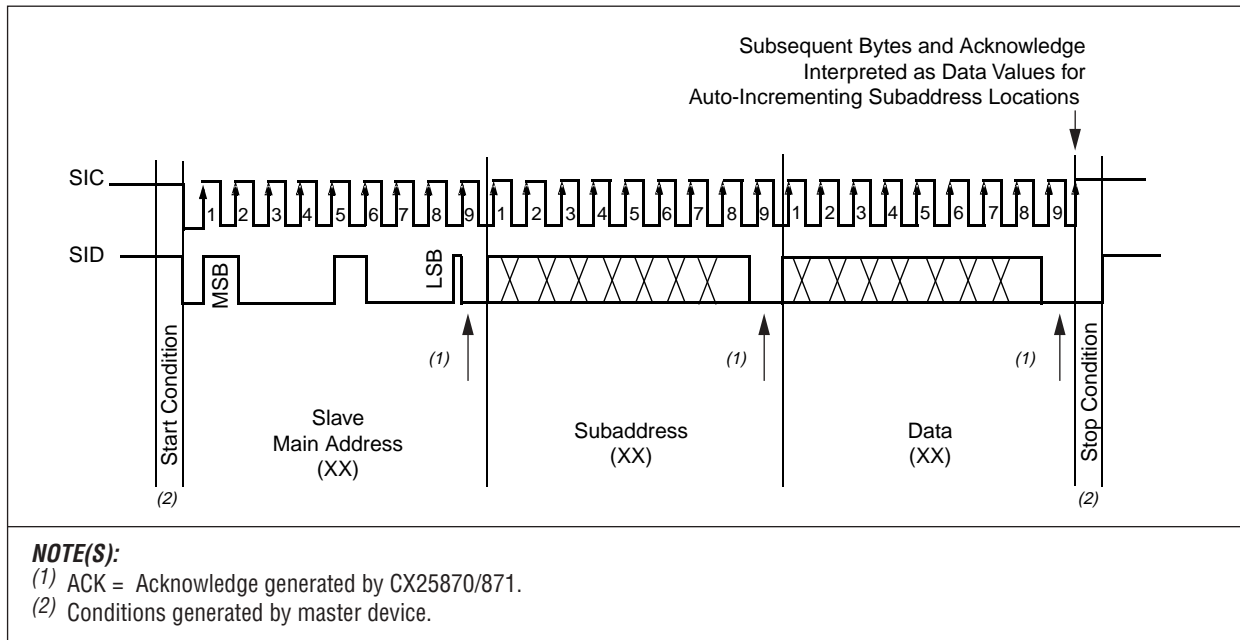 Subsequent Bytes and Acknowledge
Interpreted as Data Values for
Auto-Incrementing Subaddress Locations
SIC
1 2 3 4 5 6 7 8 9 1 2 3 4 5 6 7 8 9 1 2 3 4 5 6 7 8 9
SID
MSB
LSB
(1) (1) (1)
Start Condition
Slave
Main Address
(XX)
Subaddress
(XX)
Data
(XX)
Stop Condition
(2) (2)
NOTE(S):
(1) ACK = Acknowledge generated by CX25870/871.
(2) Conditions generated by master device.